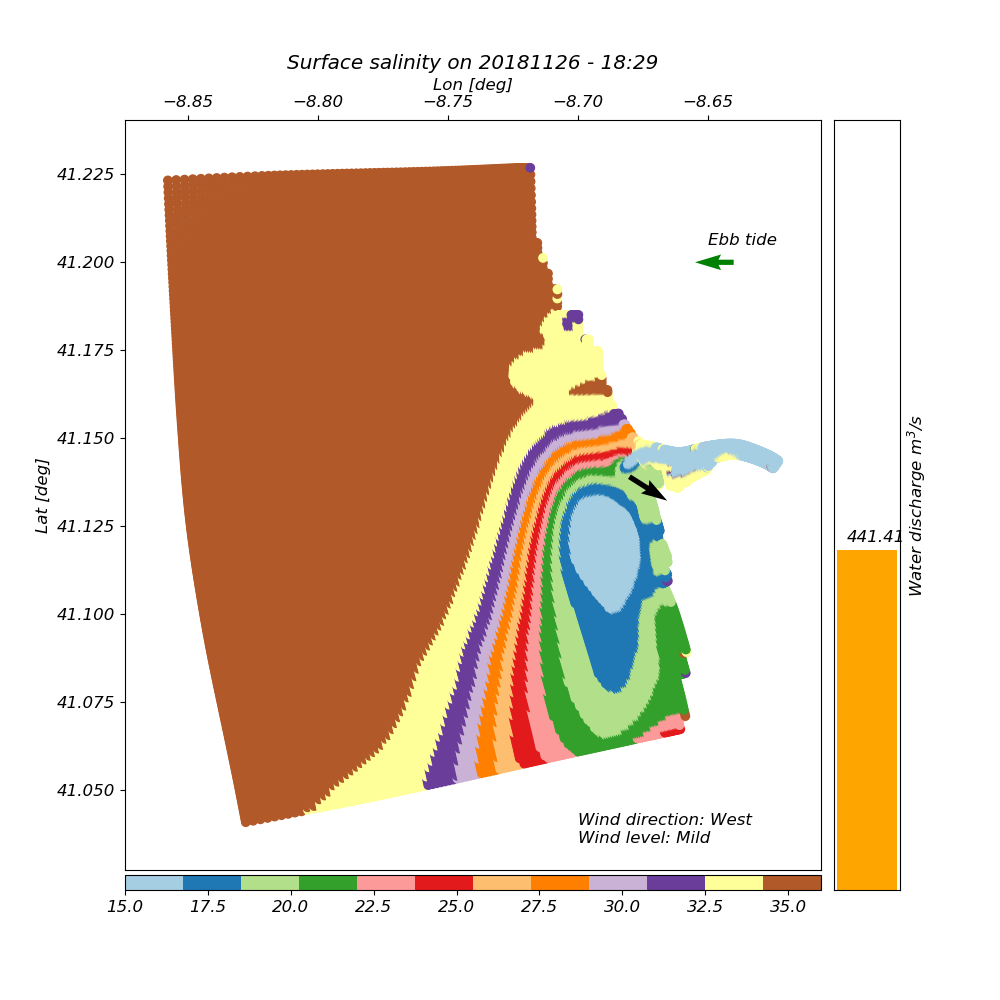 Surface salinity on 20181126 - 18:29
Lon [deg]
−8.85 −8.80 −8.75 −8.70 −8.65
41.225
41.200
41.175
41.150
41.125
41.100
41.075
41.050
Lat [deg]
Ebb tide
441.41
Water discharge m³/s
Wind direction: West
Wind level: Mild
15.0 17.5 20.0 22.5 25.0 27.5 30.0 32.5 35.0